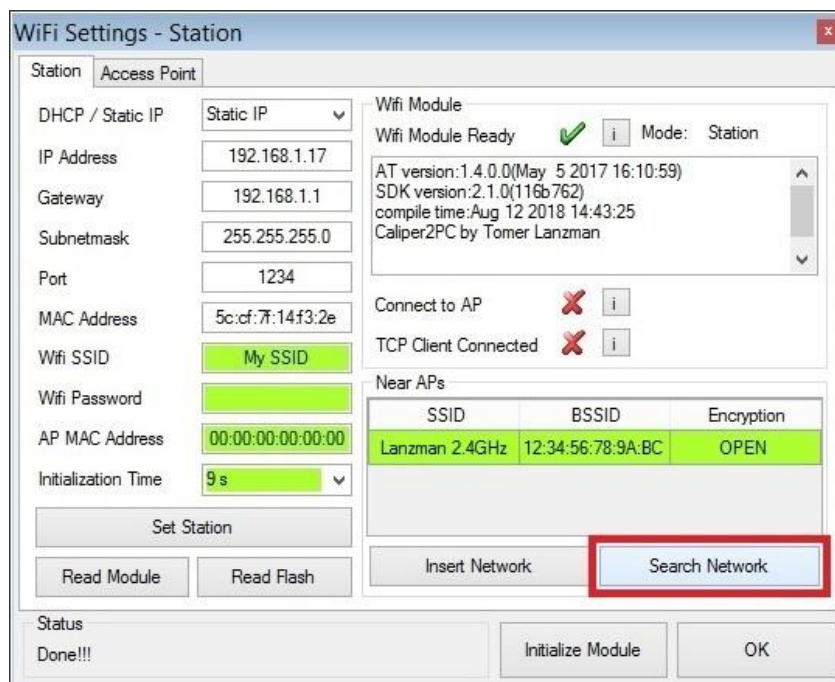 WiFi Settings - Station
x
Station
Access Point
DHCP / Static IP
Static IP
IP Address
192.168.1.17
Gateway
192.168.1.1
Subnetmask
255.255.255.0
Port
1234
MAC Address
5c:cf:7f:14:f3:2e
Wifi SSID
My SSID
Wifi Password
AP MAC Address
00:00:00:00:00:00
Initialization Time
9 s
Set Station
Read Module
Read Flash
Wifi Module
Wifi Module Ready
i
Mode:
Station
AT version:1.4.0.0(May 5 2017 16:10:59)
SDK version:2.1.0(116b762)
compile time:Aug 12 2018 14:43:25
Caliper2PC by Tomer Lanzman
Connect to AP
i
TCP Client Connected
i
Near APs
SSID BSSID Encryption
Lanzman 2.4GHz 12:34:56:78:9A:BC OPEN
Insert Network
Search Network
Status
Done!!!
Initialize Module
OK